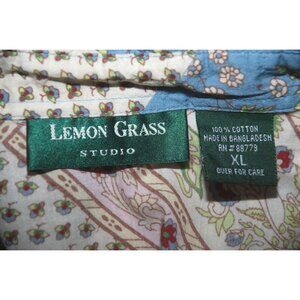 LEMON GRASS
STUDIO
100% COTTON
MADE IN BANGLADESH
RN# 88779
XL
OVER FOR CARE